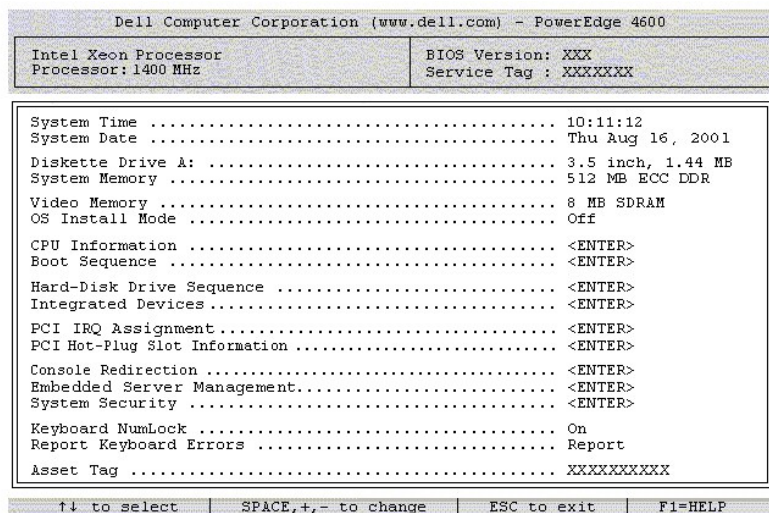 Dell Computer Corporation (www.dell.com) - PowerEdge 4600
Intel Xeon Processor
Processor: 1400 MHz
BIOS Version: XXX
Service Tag : XXXXXXX
System Time ........................................ 10:11:12
System Date ........................................ Thu Aug 16, 2001
Diskette Drive A: .................................. 3.5 inch, 1.44 MB
System Memory ...................................... 512 MB ECC DDR
Video Memory ....................................... 8 MB SDRAM
OS Install Mode .................................... Off
CPU Information .................................... <ENTER>
Boot Sequence ...................................... <ENTER>
Hard-Disk Drive Sequence ........................... <ENTER>
Integrated Devices.................................. <ENTER>
PCI IRQ Assignment................................. <ENTER>
PCI Hot-Plug Slot Information ......................... <ENTER>
Console Redirection ................................ <ENTER>
Embedded Server Management......................... <ENTER>
System Security .................................... <ENTER>
Keyboard NumLock ................................... On
Report Keyboard Errors ............................. Report
Asset Tag .......................................... XXXXXXXXXX
↑↓ to select | SPACE,+,- to change | ESC to exit | F1=HELP